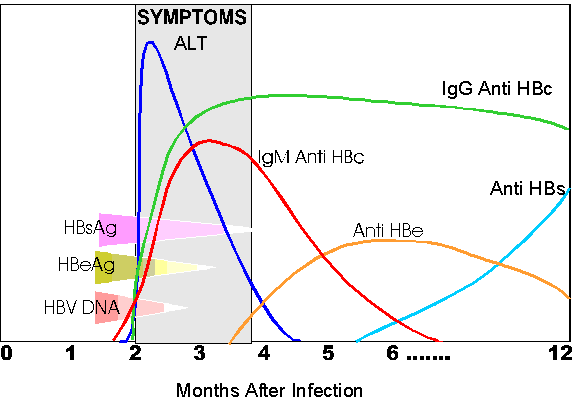 SYMPTOMS
ALT
IgG Anti HBc
IgM Anti HBc
Anti HBs
HBsAg
Anti HBe
HBeAg
HBV DNA
0 1 2 3 4 5 6 ....... 12
Months After Infection